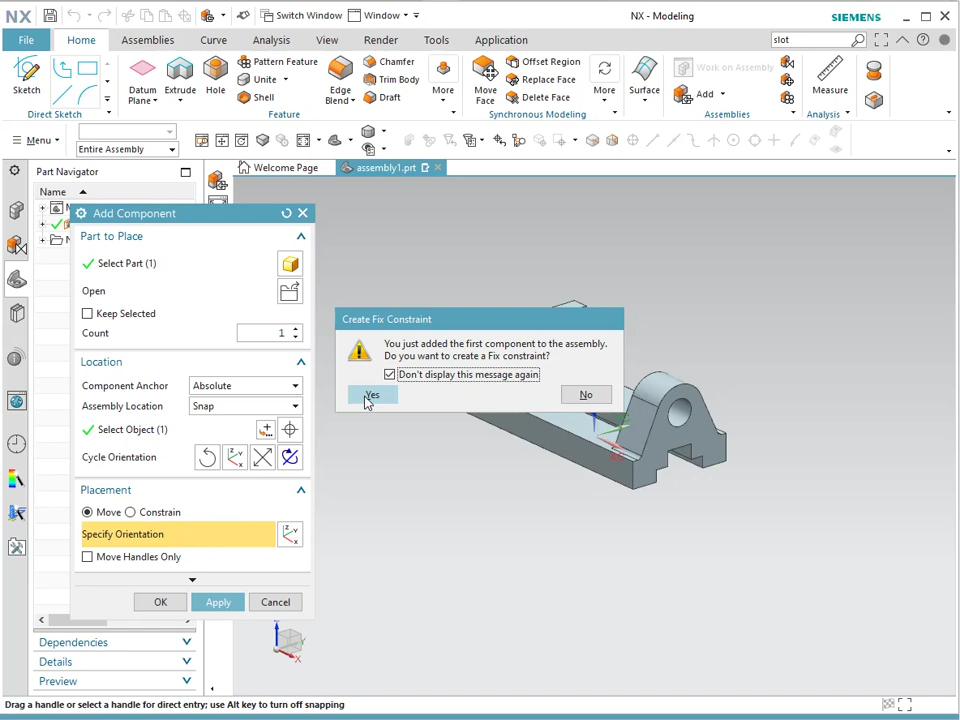 NX
Switch Window
Window
NX - Modeling
SIEMENS
File
Home
Assemblies
Curve
Analysis
View
Render
Tools
Application
slot
Sketch
Datum
Plane
Extrude
Hole
Pattern Feature
Unite
Shell
Edge
Blend
Chamfer
Trim Body
Draft
More
Move
Face
Offset Region
Replace Face
Delete Face
More
Surface
Work on Assembly
Add
Measure
Direct Sketch
Feature
Synchronous Modeling
Assemblies
Analysis
Menu
Entire Assembly
Part Navigator
Welcome Page
assembly1.prt
Name
Add Component
Part to Place
Select Part (1)
Open
Keep Selected
Count
1
Location
Component Anchor
Absolute
Assembly Location
Snap
Select Object (1)
Cycle Orientation
Placement
Move
Constrain
Specify Orientation
Move Handles Only
OK
Apply
Cancel
Create Fix Constraint
You just added the first component to the assembly.
Do you want to create a Fix constraint?
Don't display this message again
Yes
No
Dependencies
Details
Preview
X
Drag a handle or select a handle for direct entry; use Alt key to turn off snapping